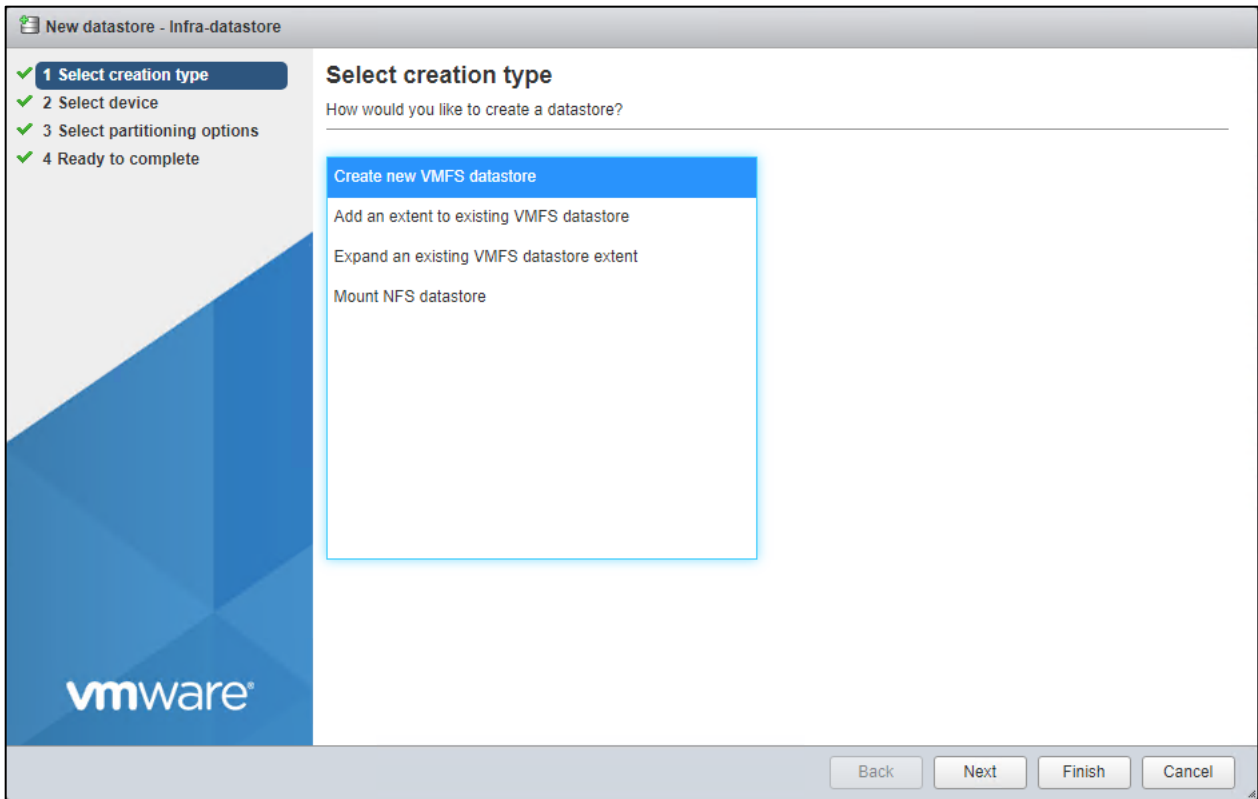 New datastore - Infra-datastore
1 Select creation type
2 Select device
3 Select partitioning options
4 Ready to complete
Select creation type
How would you like to create a datastore?
Create new VMFS datastore
Add an extent to existing VMFS datastore
Expand an existing VMFS datastore extent
Mount NFS datastore
vmware®
Back Next Finish Cancel